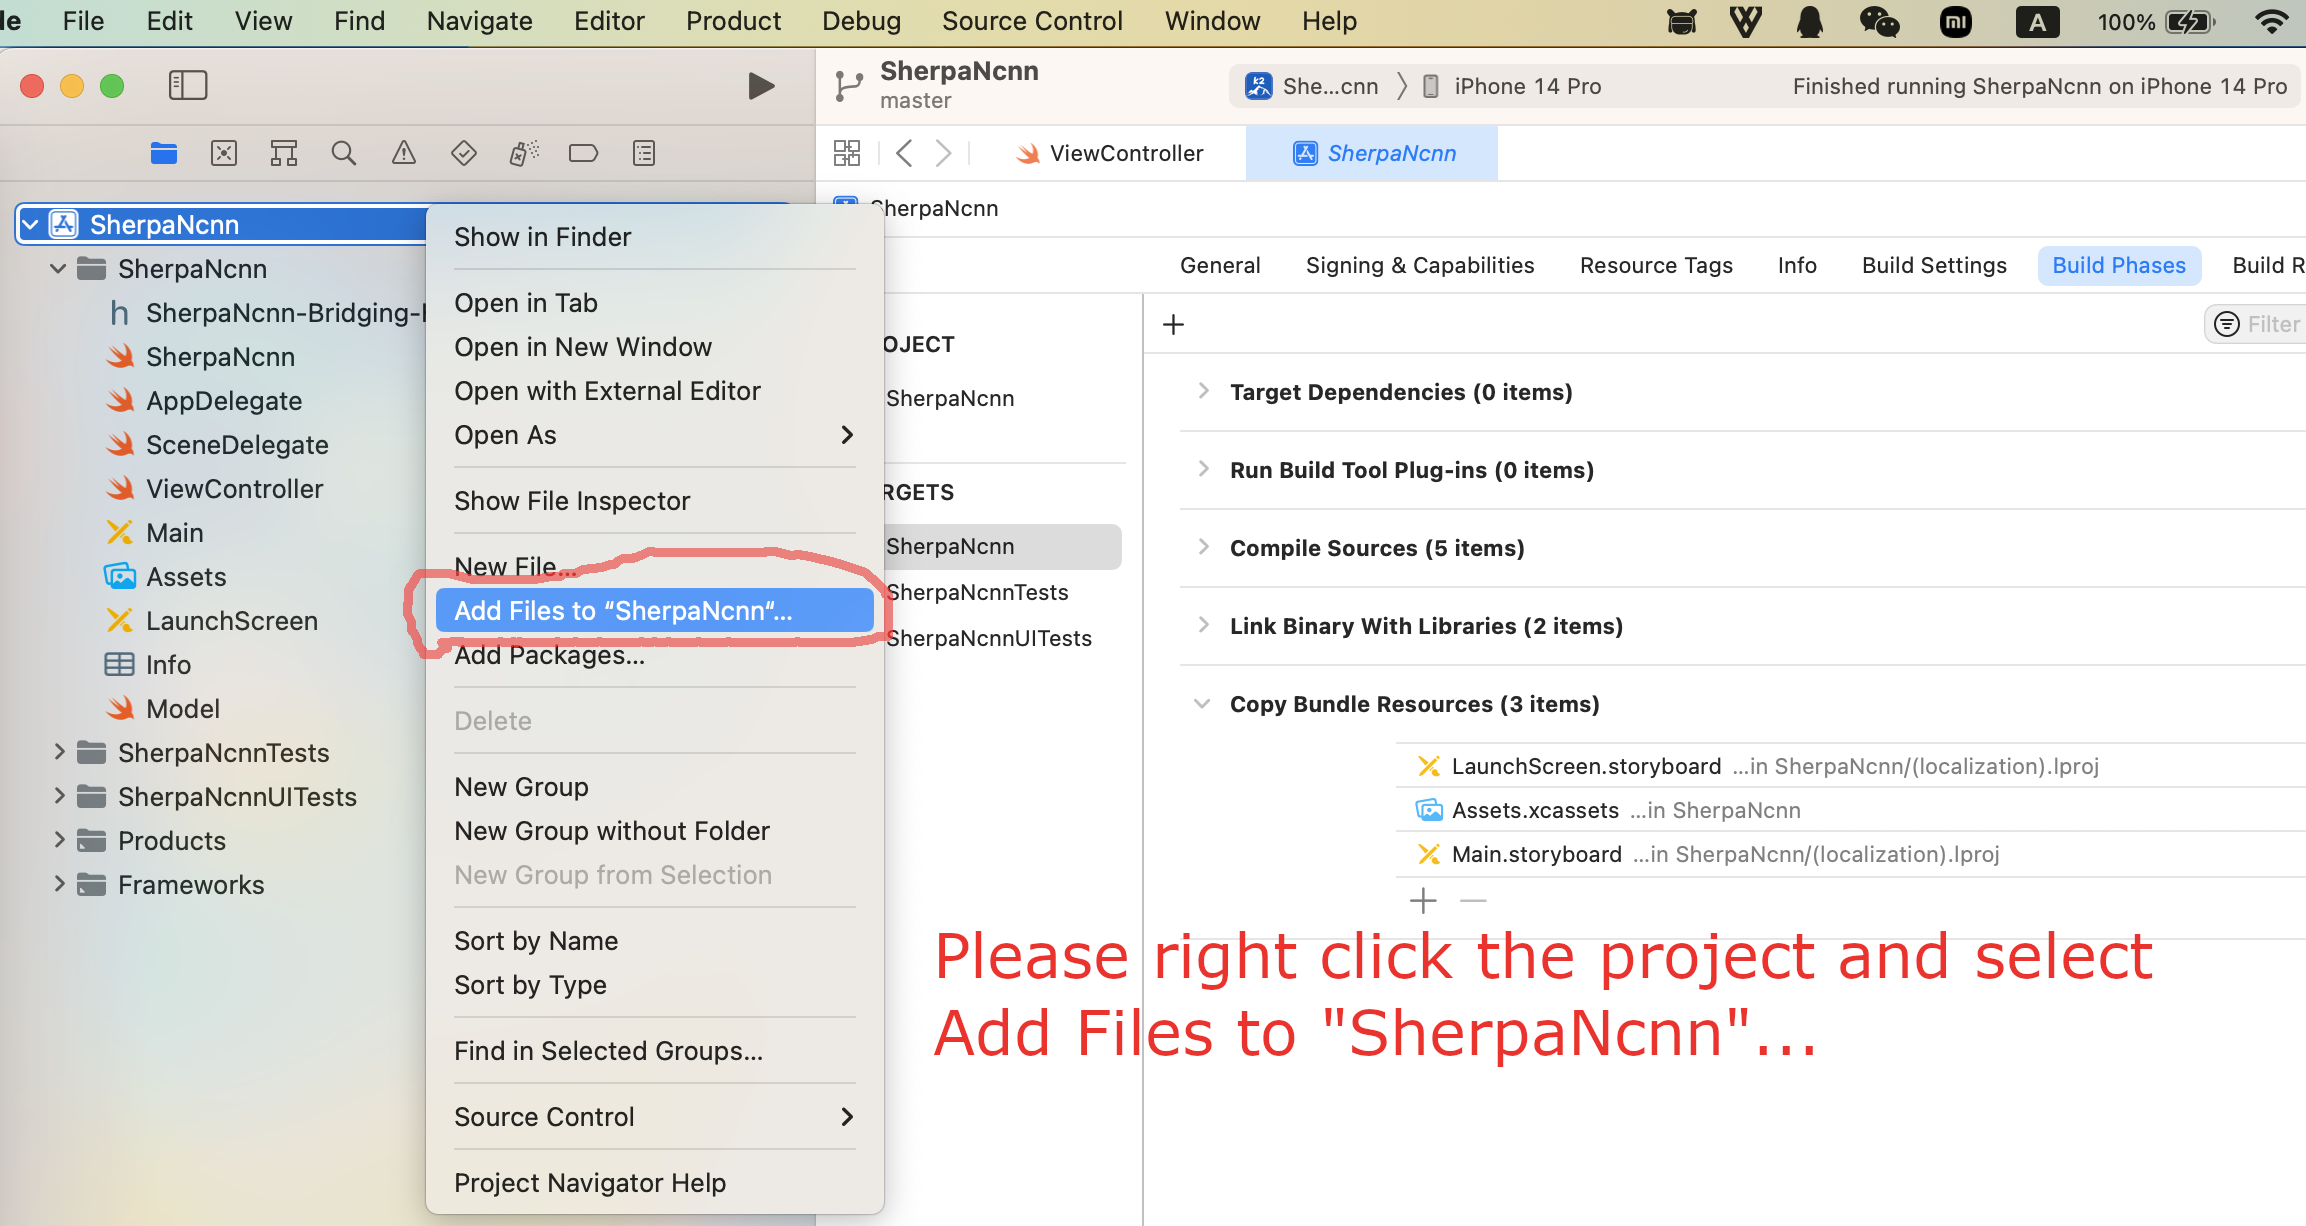 le File Edit View Find Navigate Editor Product Debug Source Control Window Help A 100%
SherpaNcnn
master
k2 She...cnn iPhone 14 Pro Finished running SherpaNcnn on iPhone 14 Pro
ViewController SherpaNcnn
SherpaNcnn
SherpaNcnn
SherpaNcnn
h SherpaNcnn-Bridging-
SherpaNcnn
AppDelegate
SceneDelegate
ViewController
Main
Assets
LaunchScreen
Info
Model
SherpaNcnnTests
SherpaNcnnUITests
Products
Frameworks
Show in Finder
Open in Tab
Open in New Window
Open with External Editor
Open As
Show File Inspector
New File...
Add Files to “SherpaNcnn“...
Add Packages...
Delete
New Group
New Group without Folder
New Group from Selection
Sort by Name
Sort by Type
Find in Selected Groups...
Source Control
Project Navigator Help
General Signing & Capabilities Resource Tags Info Build Settings Build Phases Build R
Filter
OJECT
SherpaNcnn
RGETS
SherpaNcnn
SherpaNcnnTests
SherpaNcnnUITests
Target Dependencies (0 items)
Run Build Tool Plug-ins (0 items)
Compile Sources (5 items)
Link Binary With Libraries (2 items)
Copy Bundle Resources (3 items)
LaunchScreen.storyboard ...in SherpaNcnn/(localization).lproj
Assets.xcassets ...in SherpaNcnn
Main.storyboard ...in SherpaNcnn/(localization).lproj
Please right click the project and select
Add Files to "SherpaNcnn"...